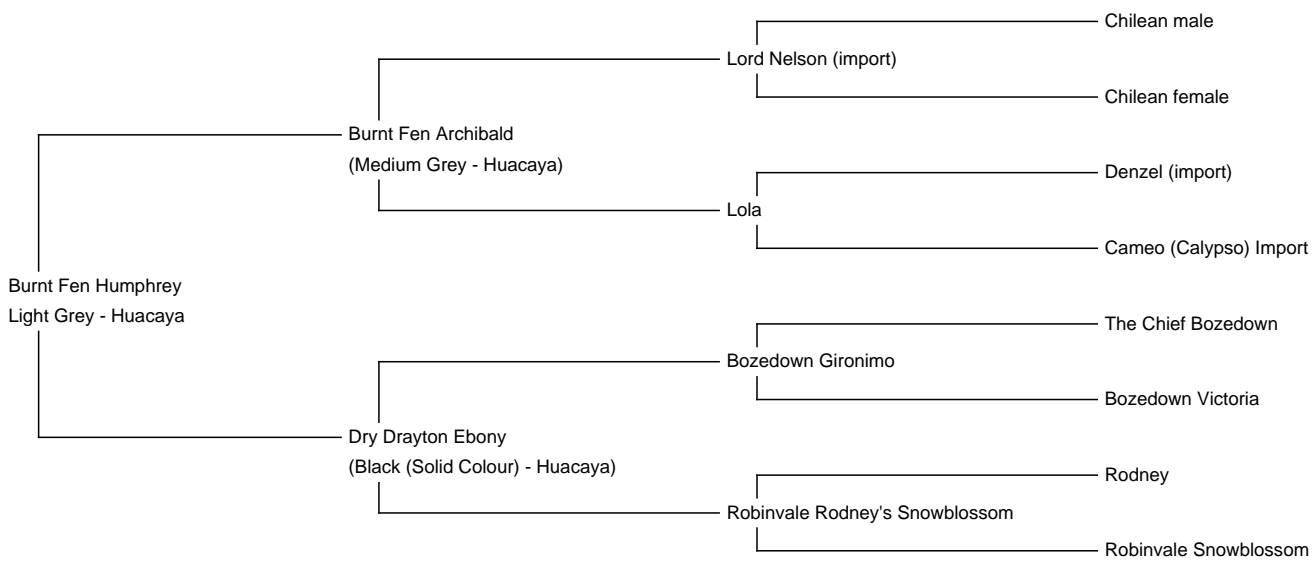 Chilean male
Lord Nelson (import)
Chilean female
Burnt Fen Archibald
(Medium Grey - Huacaya)
Denzel (import)
Lola
Cameo (Calypso) Import
Burnt Fen Humphrey
Light Grey - Huacaya
The Chief Bozedown
Bozedown Gironimo
Bozedown Victoria
Dry Drayton Ebony
(Black (Solid Colour) - Huacaya)
Rodney
Robinvale Rodney's Snowblossom
Robinvale Snowblossom